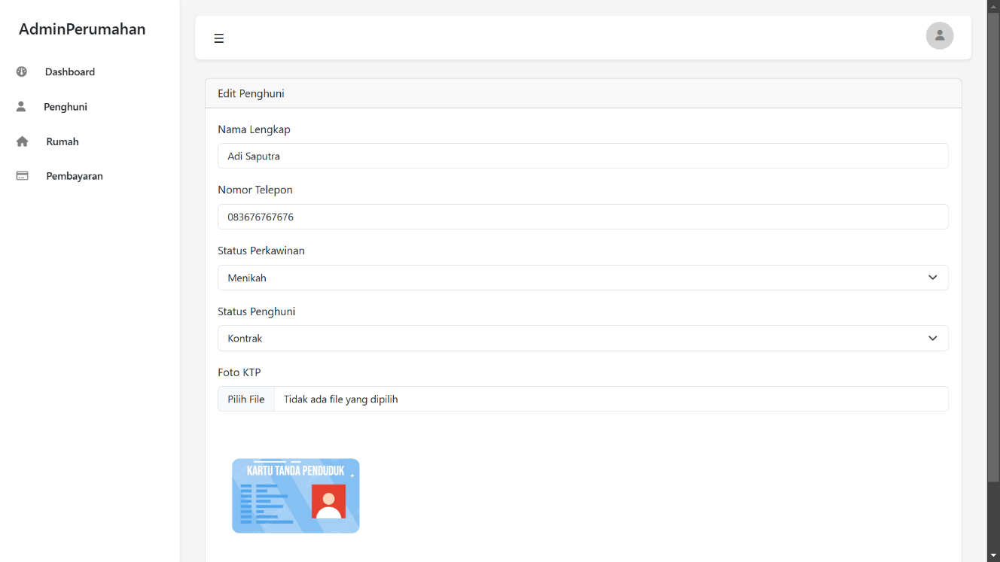 AdminPerumahan
Dashboard
Penghuni
Rumah
Pembayaran
Edit Penghuni
Nama Lengkap
Adi Saputra
Nomor Telepon
083676767676
Status Perkawinan
Menikah
Status Penghuni
Kontrak
Foto KTP
Pilih File
Tidak ada file yang dipilih
KARTU TANDA PENDUDUK